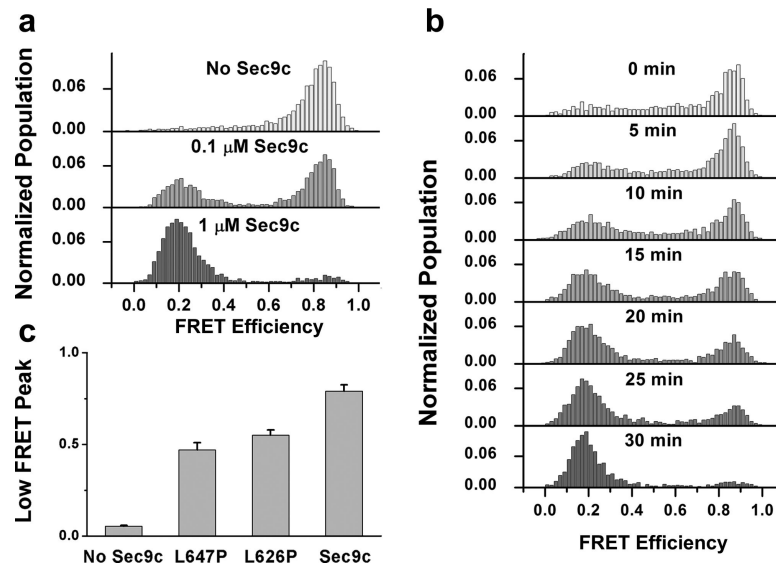 a
Normalized Population
No Sec9c
0.06
0.00
0.1 μM Sec9c
0.06
0.00
1 μM Sec9c
0.06
0.00
0.0 0.2 0.4 0.6 0.8 1.0
FRET Efficiency
b
Normalized Population
0 min
0.06
0.00
5 min
0.06
0.00
10 min
0.06
0.00
15 min
0.06
0.00
20 min
0.06
0.00
25 min
0.06
0.00
30 min
0.06
0.00
0.0 0.2 0.4 0.6 0.8 1.0
FRET Efficiency
c
Low FRET Peak
1.0
0.5
0.0
No Sec9c L647P L626P Sec9c